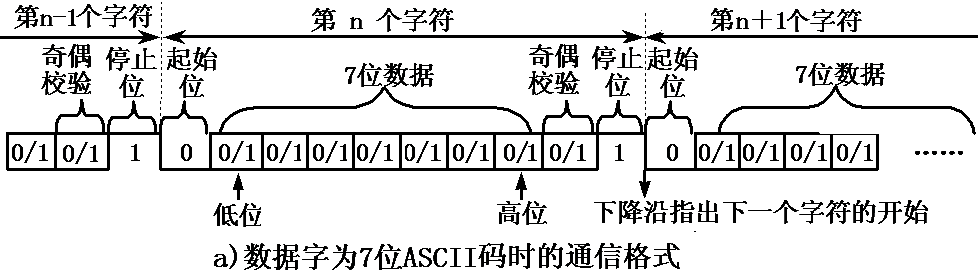 第n-1个字符 第 n 个字符 第n＋1个字符
奇偶校验 停止位 起始位 7位数据 奇偶校验 停止位 起始位 7位数据
0/1 0/1 1 0 0/1 0/1 0/1 0/1 0/1 0/1 0/1 0/1 1 0 0/1 0/1 0/1 0/1 ……
低位 高位 下降沿指出下一个字符的开始
a)数据字为7位ASCII码时的通信格式